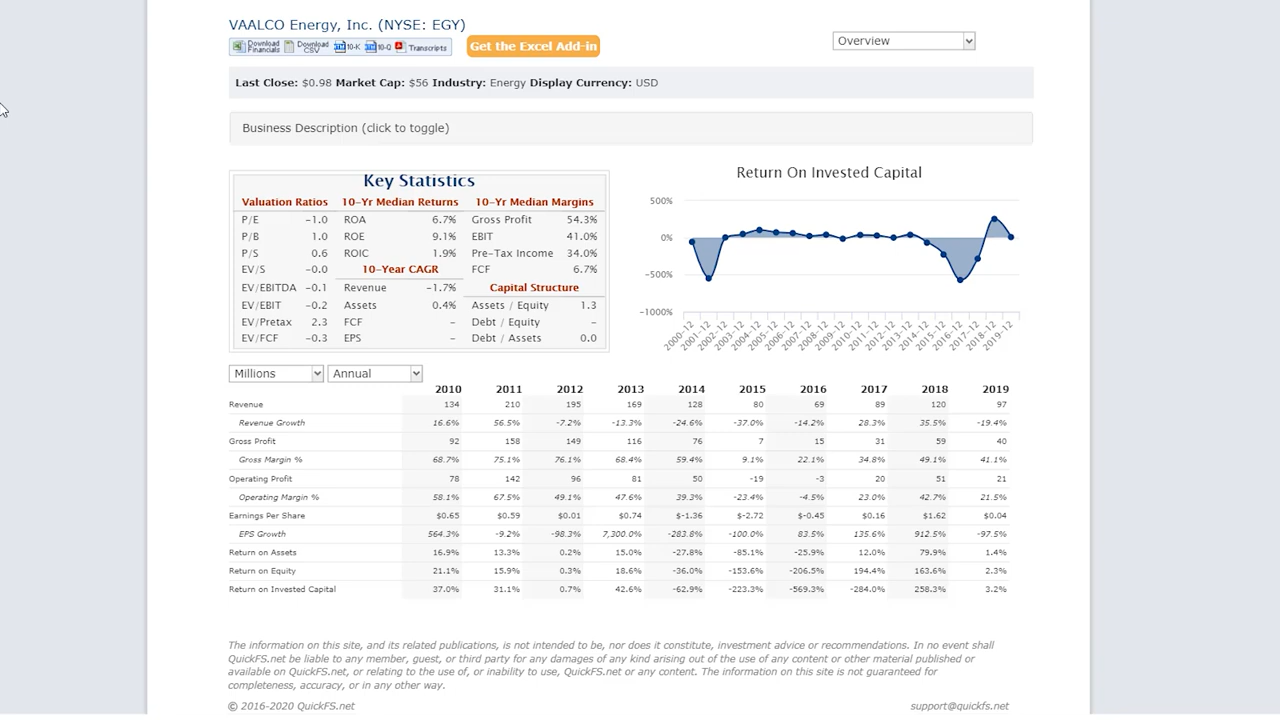 VAALCO Energy, Inc. (NYSE: EGY)
Download Financials Download CSV 10-K 10-Q Transcripts Get the Excel Add-in Overview
Last Close: $0.98 Market Cap: $56 Industry: Energy Display Currency: USD
Business Description (click to toggle)
Key Statistics
Valuation Ratios 10-Yr Median Returns 10-Yr Median Margins
P/E −1.0 ROA 6.7% Gross Profit 54.3%
P/B 1.0 ROE 9.1% EBIT 41.0%
P/S 0.6 ROIC 1.9% Pre-Tax Income 34.0%
EV/S −0.0 10-Year CAGR FCF 6.7%
EV/EBITDA −0.1 Revenue −1.7% Capital Structure
EV/EBIT −0.2 Assets 0.4% Assets / Equity 1.3
EV/Pretax 2.3 FCF – Debt / Equity –
EV/FCF −0.3 EPS – Debt / Assets 0.0
Return On Invested Capital
500%
0%
−500%
−1000%
2000-12 2001-12 2002-12 2003-12 2004-12 2005-12 2006-12 2007-12 2008-12 2009-12 2010-12 2011-12 2012-12 2013-12 2014-12 2015-12 2016-12 2017-12 2018-12 2019-12
Millions Annual
2010 2011 2012 2013 2014 2015 2016 2017 2018 2019
Revenue 134 210 195 169 128 80 69 89 120 97
Revenue Growth 16.6% 56.5% -7.2% -13.3% -24.6% -37.0% -14.2% 28.3% 35.5% -19.4%
Gross Profit 92 158 149 116 76 7 15 31 59 40
Gross Margin % 68.7% 75.1% 76.1% 68.4% 59.4% 9.1% 22.1% 34.8% 49.1% 41.1%
Operating Profit 78 142 96 81 50 -19 -3 20 51 21
Operating Margin % 58.1% 67.5% 49.1% 47.6% 39.3% -23.4% -4.5% 23.0% 42.7% 21.5%
Earnings Per Share $0.65 $0.59 $0.01 $0.74 $-1.36 $-2.72 $-0.45 $0.16 $1.62 $0.04
EPS Growth 564.3% -9.2% -98.3% 7,300.0% -283.8% -100.0% 83.5% 135.6% 912.5% -97.5%
Return on Assets 16.9% 13.3% 0.2% 15.0% -27.8% -85.1% -25.9% 12.0% 79.9% 1.4%
Return on Equity 21.1% 15.9% 0.3% 18.6% -36.0% -153.6% -206.5% 194.4% 163.6% 2.3%
Return on Invested Capital 37.0% 31.1% 0.7% 42.6% -62.9% -223.3% -569.3% -284.0% 258.3% 3.2%
The information on this site, and its related publications, is not intended to be, nor does it constitute, investment advice or recommendations. In no event shall
QuickFS.net be liable to any member, guest, or third party for any damages of any kind arising out of the use of any content or other material published or
available on QuickFS.net, or relating to the use of, or inability to use, QuickFS.net or any content. The information on this site is not guaranteed for
completeness, accuracy, or in any other way.
© 2016-2020 QuickFS.net support@quickfs.net